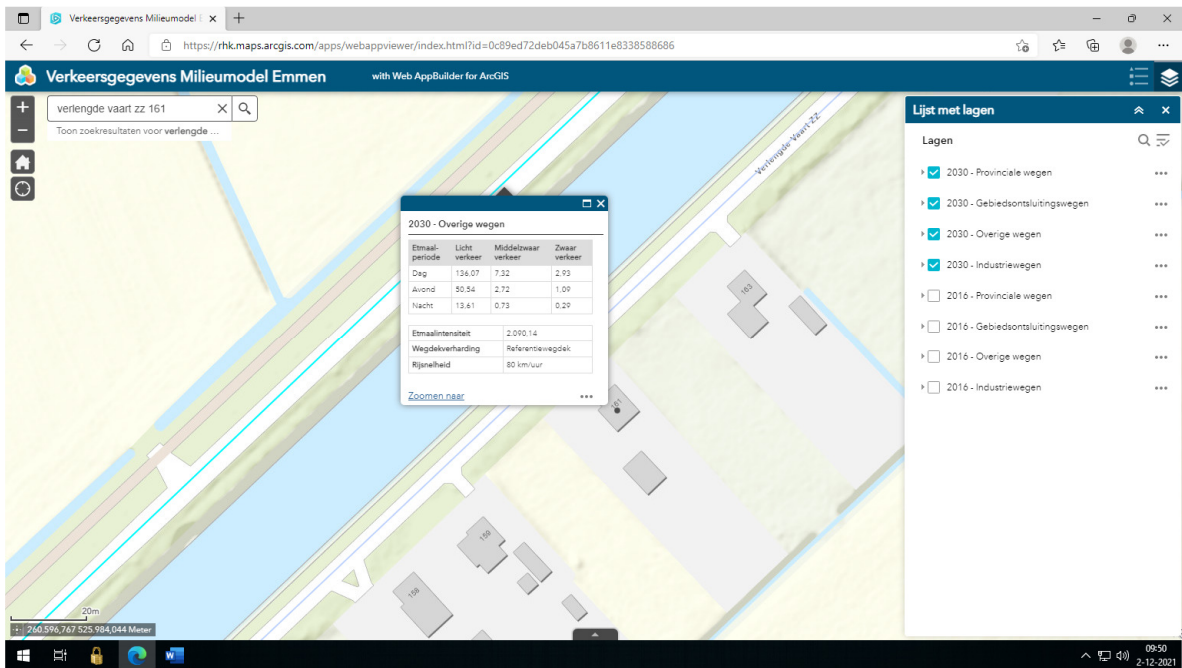 Verkeersgegevens Milieumodel E
https://rhk.maps.arcgis.com/apps/webappviewer/index.html?id=0c89ed72deb045a7b8611e8338588686
Verkeersgegevens Milieumodel Emmen
with Web AppBuilder for ArcGIS
verlengde vaart zz 161
Toon zoekresultaten voor verlengde ...
Lijst met lagen
Lagen
2030 - Provinciale wegen
2030 - Gebiedsontsluitingswegen
2030 - Overige wegen
2030 - Industriewegen
2016 - Provinciale wegen
2016 - Gebiedsontsluitingswegen
2016 - Overige wegen
2016 - Industriewegen
Verlengde-Vaart-ZZ
2030 - Overige wegen
Etmaal-periode Licht verkeer Middelzwaar verkeer Zwaar verkeer
Dag 136,07 7,32 2,93
Avond 50,54 2,72 1,09
Nacht 13,61 0,73 0,29
Etmaalintensiteit 2.090,14
Wegdekverharding Referentiewegdek
Rijsnelheid 80 km/uur
Zoomen naar
163
161
159
158
20m
260.596,767 525.984,044 Meter
09:50
2-12-2021